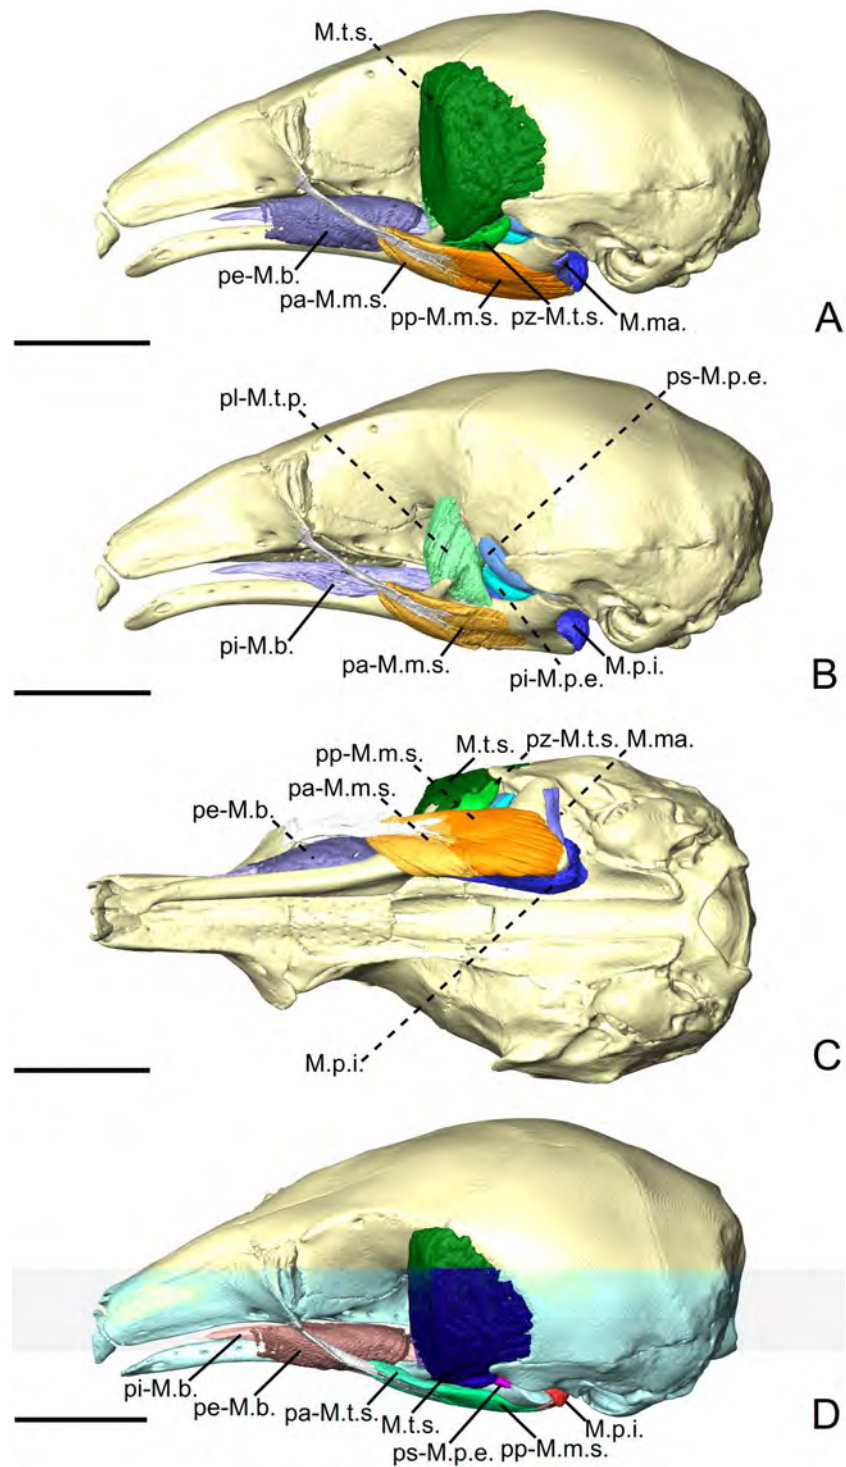 M.t.s.
pe-M.b.
pa-M.m.s.
pp-M.m.s.
pz-M.t.s.
M.ma.
A
pl-M.t.p.
ps-M.p.e.
pi-M.b.
pa-M.m.s.
pi-M.p.e.
M.p.i.
B
pp-M.m.s.
M.t.s.
pz-M.t.s.
M.ma.
pa-M.m.s.
pe-M.b.
M.p.i.
C
pi-M.b.
pe-M.b.
pa-M.t.s.
M.t.s.
ps-M.p.e.
pp-M.m.s.
M.p.i.
D